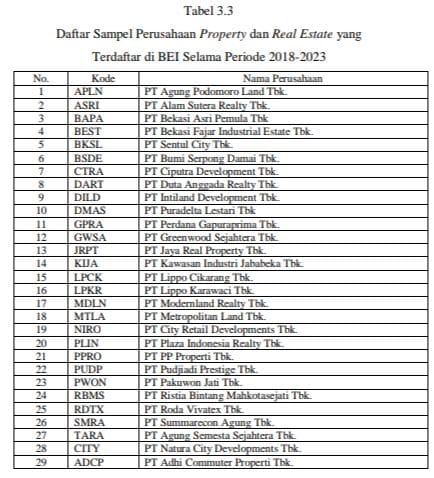 Tabel 3.3
Daftar Sampel Perusahaan Property dan Real Estate yang
Terdaftar di BEI Selama Periode 2018-2023
No. Kode Nama Perusahaan
1 APLN PT Agung Podomoro Land Tbk.
2 ASRI PT Alam Sutera Realty Tbk.
3 BAPA PT Bekasi Asri Pemula Tbk
4 BEST PT Bekasi Fajar Industrial Estate Tbk.
5 BKSL PT Sentul City Tbk.
6 BSDE PT Bumi Serpong Damai Tbk.
7 CTRA PT Ciputra Development Tbk.
8 DART PT Duta Anggada Realty Tbk.
9 DILD PT Intiland Development Tbk.
10 DMAS PT Puradelta Lestari Tbk
11 GPRA PT Perdana Gapuraprima Tbk.
12 GWSA PT Greenwood Sejahtera Tbk.
13 JRPT PT Jaya Real Property Tbk.
14 KIJA PT Kawasan Industri Jababeka Tbk.
15 LPCK PT Lippo Cikarang Tbk.
16 LPKR PT Lippo Karawaci Tbk.
17 MDLN PT Modernland Realty Tbk.
18 MTLA PT Metropolitan Land Tbk.
19 NIRO PT City Retail Developments Tbk.
20 PLIN PT Plaza Indonesia Realty Tbk.
21 PPRO PT PP Properti Tbk.
22 PUDP PT Pudjiadi Prestige Tbk.
23 PWON PT Pakuwon Jati Tbk.
24 RBMS PT Ristia Bintang Mahkotasejati Tbk.
25 RDTX PT Roda Vivatex Tbk.
26 SMRA PT Summarecon Agung Tbk.
27 TARA PT Agung Semesta Sejahtera Tbk.
28 CITY PT Natura City Developments Tbk.
29 ADCP PT Adhi Commuter Properti Tbk.